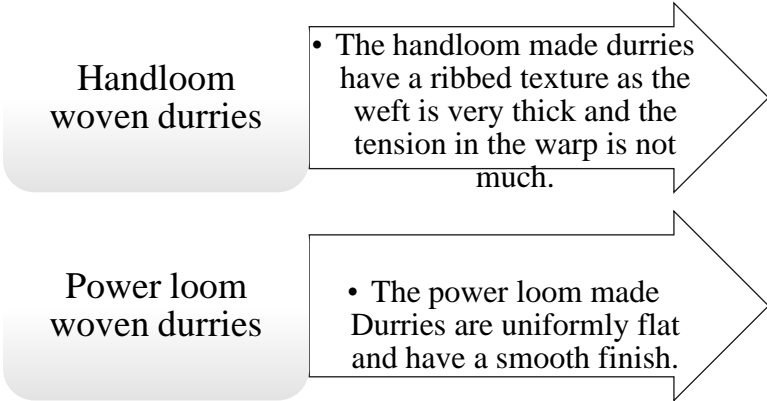 Handloom
woven durries
• The handloom made durries
have a ribbed texture as the
weft is very thick and the
tension in the warp is not
much.
Power loom
woven durries
• The power loom made
Durries are uniformly flat
and have a smooth finish.